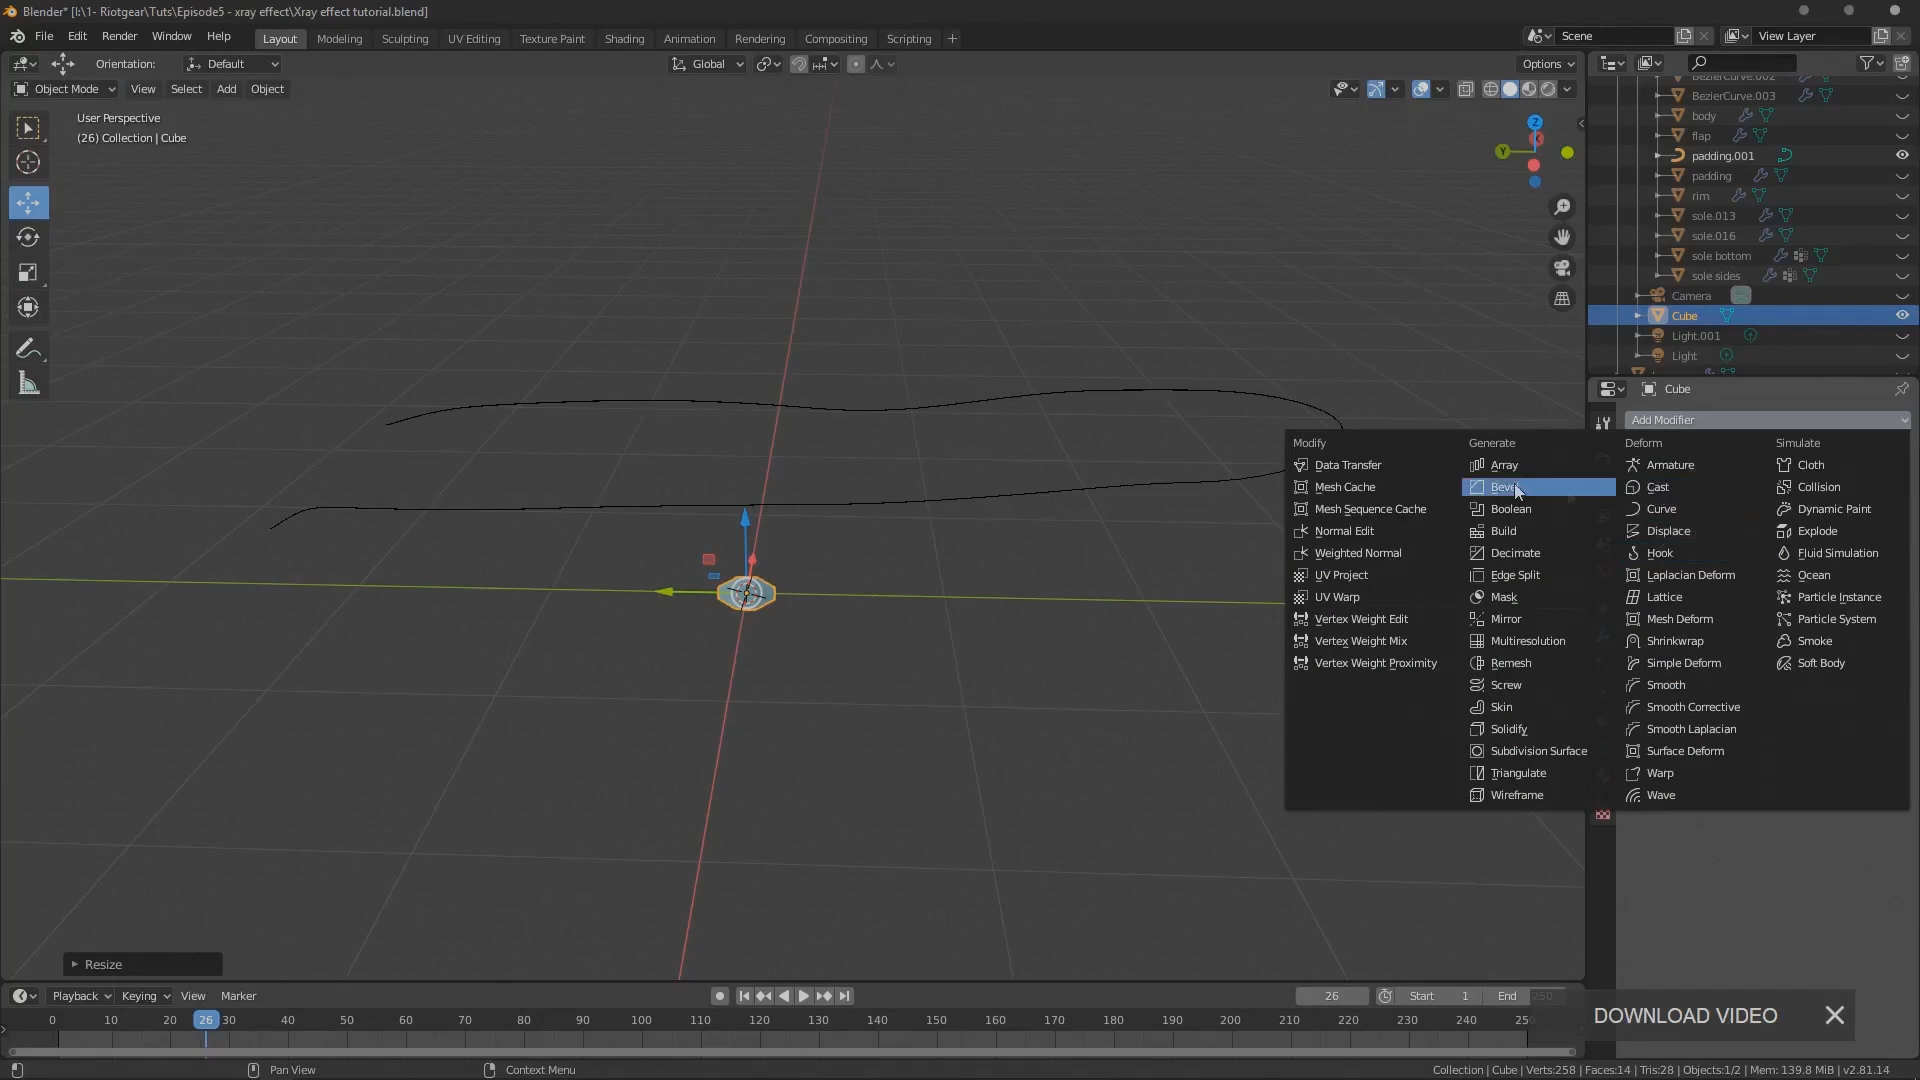 Blender* [I:\1- Riotgear\Tuts\Episode5 - xray effect\Xray effect tutorial.blend]
File Edit Render Window Help Layout Modeling Sculpting UV Editing Texture Paint Shading Animation Rendering Compositing Scripting + Scene View Layer
Orientation: Default Global Options
Object Mode View Select Add Object
User Perspective
(26) Collection | Cube
Z
Y
BezierCurve.002
BezierCurve.003
body
flap
padding.001
padding
rim
sole.013
sole.016
sole bottom
sole sides
Camera
Cube
Light.001
Light
Cube
Add Modifier
Modify Generate Deform Simulate
Data Transfer Array Armature Cloth
Mesh Cache Cast Collision
Mesh Sequence Cache Boolean Curve Dynamic Paint
Normal Edit Build Displace Explode
Weighted Normal Decimate Hook Fluid Simulation
UV Project Edge Split Laplacian Deform Ocean
UV Warp Mask Lattice Particle Instance
Vertex Weight Edit Mirror Mesh Deform Particle System
Vertex Weight Mix Multiresolution Shrinkwrap Smoke
Vertex Weight Proximity Remesh Simple Deform Soft Body
Screw Smooth
Skin Smooth Corrective
Solidify Smooth Laplacian
Subdivision Surface Surface Deform
Triangulate Warp
Wireframe Wave
Resize
Playback Keying View Marker 26 Start 1 End 250
0 10 20 26 30 40 50 60 70 80 90 100 110 120 130 140 150 160 170 180 190 200 210 220 230 240
DOWNLOAD VIDEO
Pan View Context Menu Collection | Cube | Verts:258 | Faces:14 | Tris:28 | Objects:1/2 | Mem: 139.8 MiB | v2.81.14